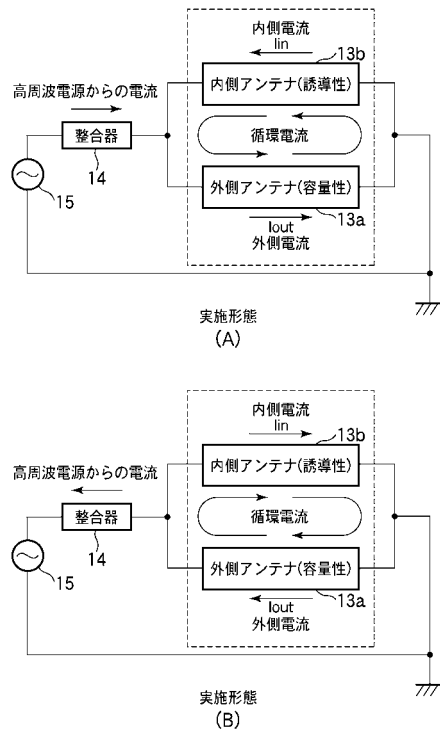 内側電流
Iin
13b
高周波電源からの電流
内側アンテナ(誘導性)
整合器
循環電流
14
外側アンテナ(容量性)
15
Iout
13a
外側電流
実施形態
(A)
内側電流
Iin
13b
高周波電源からの電流
内側アンテナ(誘導性)
整合器
循環電流
14
外側アンテナ(容量性)
15
Iout
13a
外側電流
実施形態
(B)